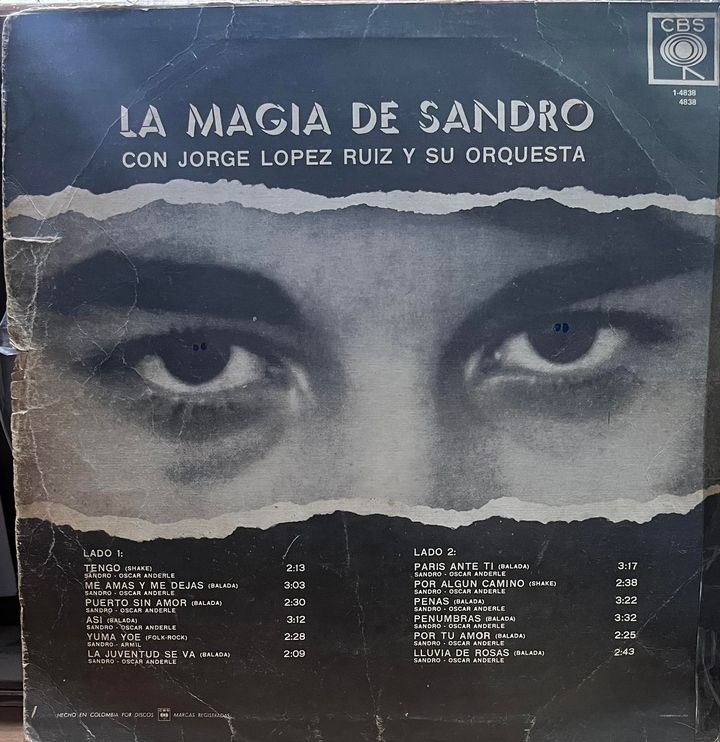 CBS
1-4838
4838
LA MAGIA DE SANDRO
CON JORGE LOPEZ RUIZ Y SU ORQUESTA
LADO 1:
TENGO (SHAKE) 2:13
SANDRO - OSCAR ANDERLE
ME AMAS Y ME DEJAS (BALADA) 3:03
SANDRO - OSCAR ANDERLE
PUERTO SIN AMOR (BALADA) 2:30
SANDRO - OSCAR ANDERLE
ASI (BALADA) 3:12
SANDRO - OSCAR ANDERLE
YUMA YOE (FOLK-ROCK) 2:28
SANDRO - ARMIL
LA JUVENTUD SE VA (BALADA) 2:09
SANDRO - OSCAR ANDERLE
LADO 2:
PARIS ANTE TI (BALADA) 3:17
SANDRO - OSCAR ANDERLE
POR ALGUN CAMINO (SHAKE) 2:38
SANDRO - OSCAR ANDERLE
PENAS (BALADA) 3:22
SANDRO - OSCAR ANDERLE
PENUMBRAS (BALADA) 3:32
SANDRO - OSCAR ANDERLE
POR TU AMOR (BALADA) 2:25
SANDRO - OSCAR ANDERLE
LLUVIA DE ROSAS (BALADA) 2:43
SANDRO - OSCAR ANDERLE
HECHO EN COLOMBIA POR DISCOS CBS MARCAS REGISTRADAS